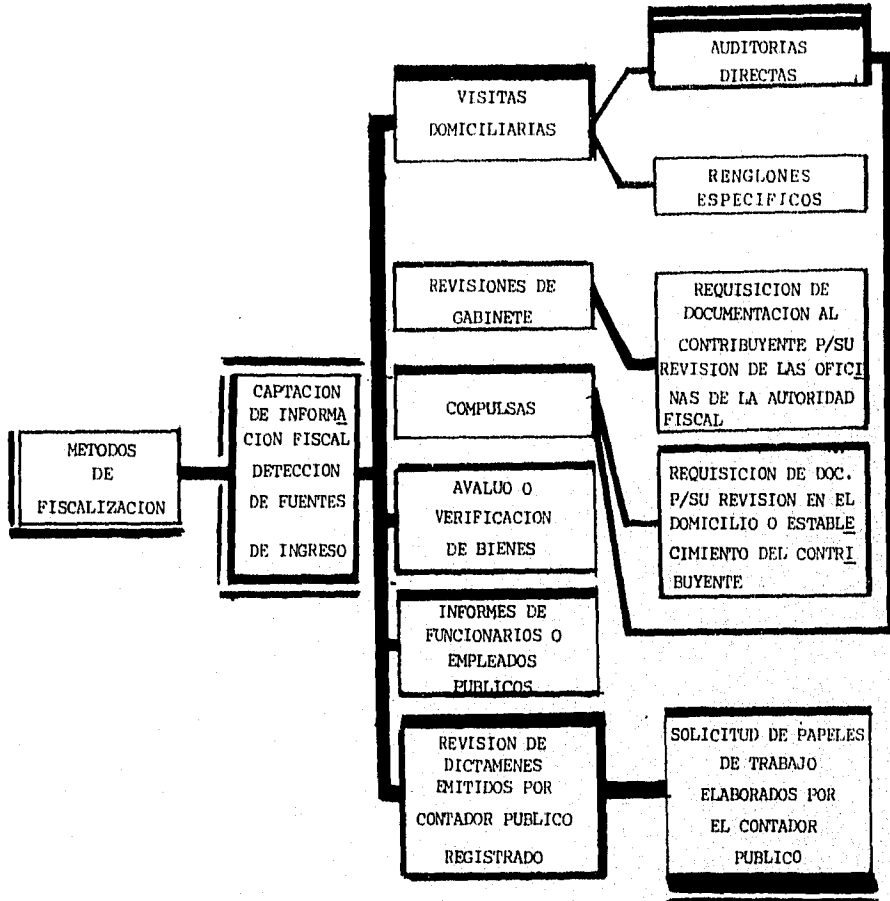 METODOS
DE
FISCALIZACION
CAPTACION
DE INFORMA
CION FISCAL
DETECCION
DE FUENTES
DE INGRESO
VISITAS
DOMICILIARIAS
AUDITORIAS
DIRECTAS
RENGLONES
ESPECIFICOS
REVISIONES DE
GABINETE
REQUISICION DE
DOCUMENTACION AL
CONTRIBUYENTE P/SU
REVISION DE LAS OFICI
NAS DE LA AUTORIDAD
FISCAL
COMPULSAS
REQUISICION DE DOC.
P/SU REVISION EN EL
DOMICILIO O ESTABLE
CIMIENTO DEL CONTRI
BUYENTE
AVALUO O
VERIFICACION
DE BIENES
INFORMES DE
FUNCIONARIOS O
EMPLEADOS
PUBLICOS
REVISION DE
DICTAMENES
EMITIDOS POR
CONTADOR PUBLICO
REGISTRADO
SOLICITUD DE PAPELES
DE TRABAJO
ELABORADOS POR
EL CONTADOR
PUBLICO